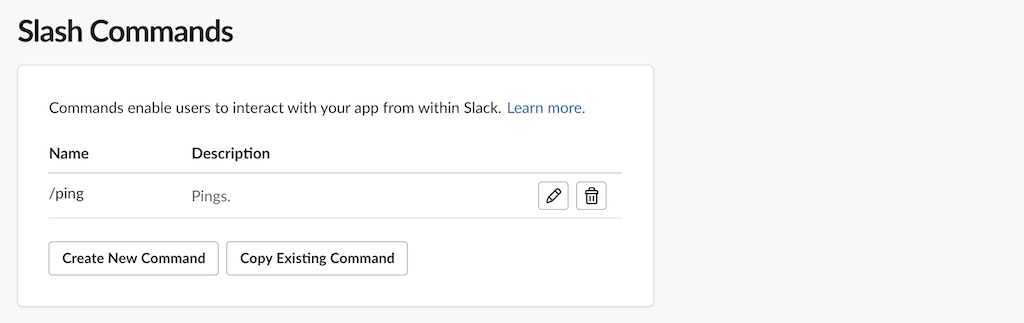 Slash Commands
Commands enable users to interact with your app from within Slack. Learn more.
Name Description
/ping Pings.
Create New Command Copy Existing Command